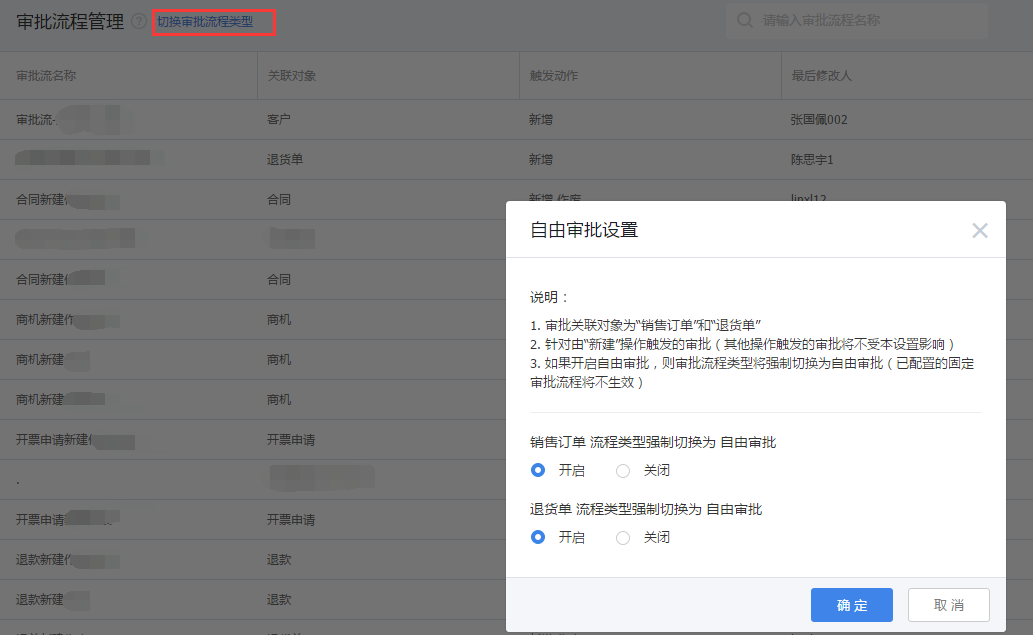 审批流程管理 ? 切换审批流程类型 请输入审批流程名称
审批流名称 关联对象 触发动作 最后修改人
审批流- 客户 新增 张国佩002
退货单 新增 陈思宇1
合同新建 合同 新增 作废 linxl12
合同新建 合同
商机新建作 商机
商机新建 商机
商机新建 商机
开票申请新建 开票申请
.
开票申请 开票申请
退款新建作 退款
退款新建 退款
自由审批设置
说明：
1. 审批关联对象为“销售订单”和“退货单”
2. 针对由“新建”操作触发的审批（其他操作触发的审批将不受本设置影响）
3. 如果开启自由审批，则审批流程类型将强制切换为自由审批（已配置的固定
审批流程将不生效）
销售订单 流程类型强制切换为 自由审批
开启 关闭
退货单 流程类型强制切换为 自由审批
开启 关闭
确 定 取 消